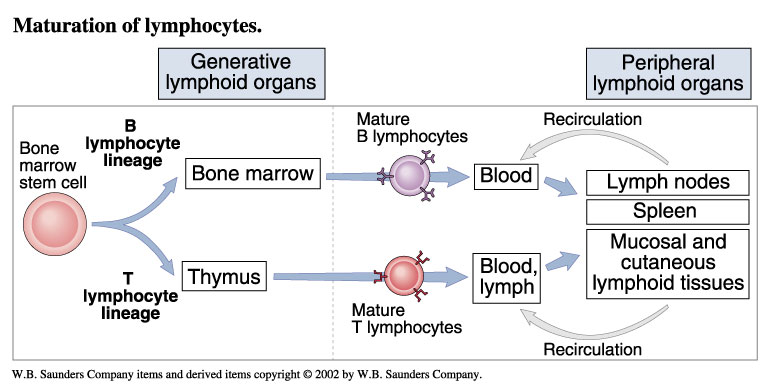 Maturation of lymphocytes.
Generative
lymphoid organs
Peripheral
lymphoid organs
Bone
marrow
stem cell
B
lymphocyte
lineage
Bone marrow
Mature
B lymphocytes
Blood
Recirculation
Lymph nodes
Spleen
Mucosal and
cutaneous
lymphoid tissues
T
lymphocyte
lineage
Thymus
Mature
T lymphocytes
Blood,
lymph
Recirculation
W.B. Saunders Company items and derived items copyright © 2002 by W.B. Saunders Company.